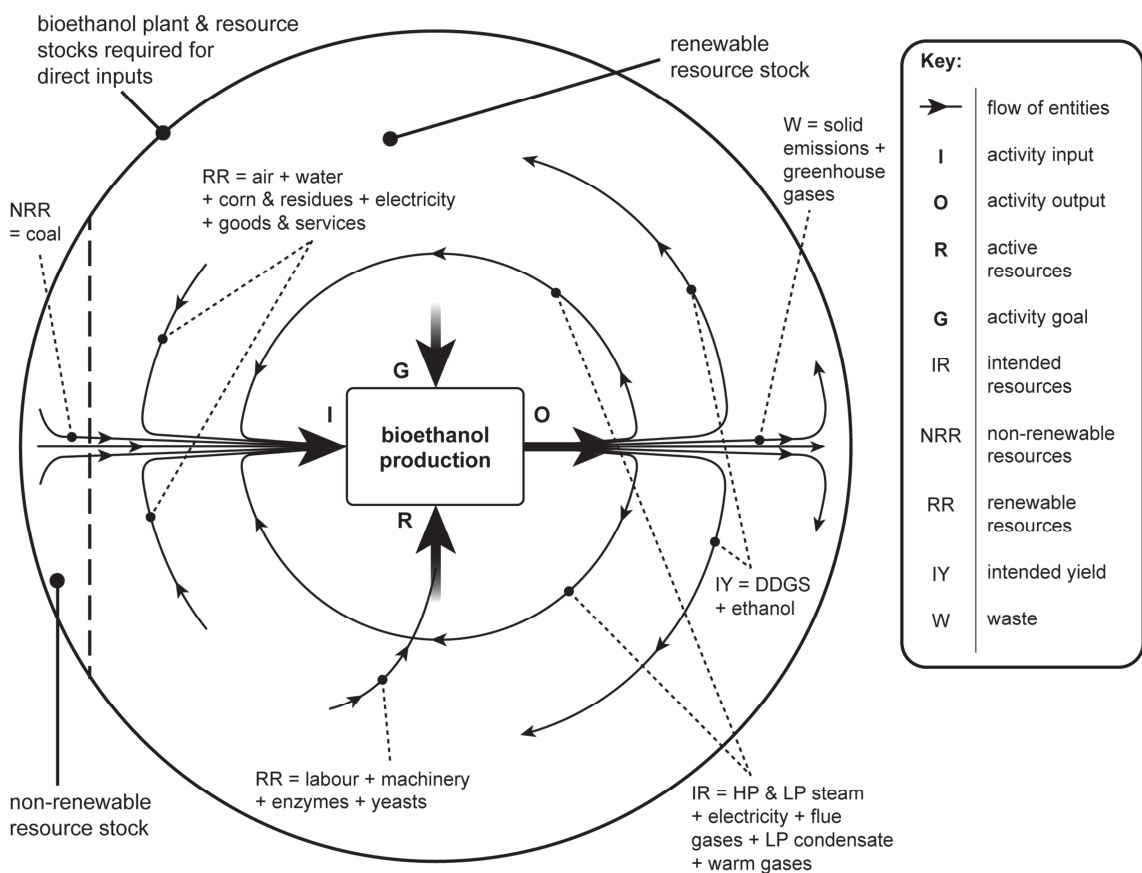 bioethanol plant & resource
stocks required for
direct inputs
renewable
resource stock
W = solid
emissions +
greenhouse
gases
RR = air + water
+ corn & residues + electricity
+ goods & services
NRR
= coal
G
I
O
bioethanol
production
R
IY = DDGS
+ ethanol
RR = labour + machinery
+ enzymes + yeasts
IR = HP & LP steam
+ electricity + flue
gases + LP condensate
+ warm gases
non-renewable
resource stock
Key:
flow of entities
I activity input
O activity output
R active
resources
G activity goal
IR intended
resources
NRR non-renewable
resources
RR renewable
resources
IY intended yield
W waste